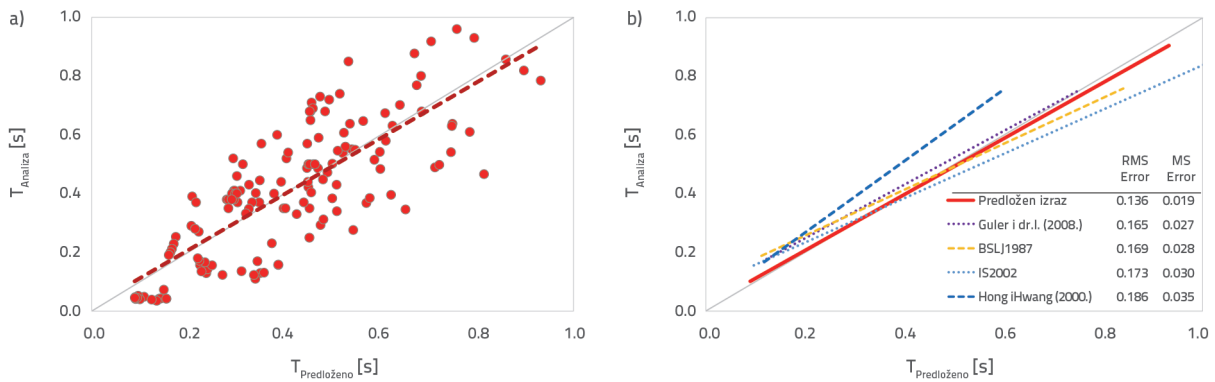 a)
1.0
0.8
0.6
0.4
0.2
0.0
T Analiza [s]
0.0 0.2 0.4 0.6 0.8 1.0
T Predloženo [s]
b)
1.0
0.8
0.6
0.4
0.2
0.0
T Analiza [s]
RMS Error MS Error
Predložen izraz 0.136 0.019
Guler i dr.l. (2008.) 0.165 0.027
BSLJ1987 0.169 0.028
IS2002 0.173 0.030
Hong iHwang (2000.) 0.186 0.035
0.0 0.2 0.4 0.6 0.8 1.0
T Predloženo [s]